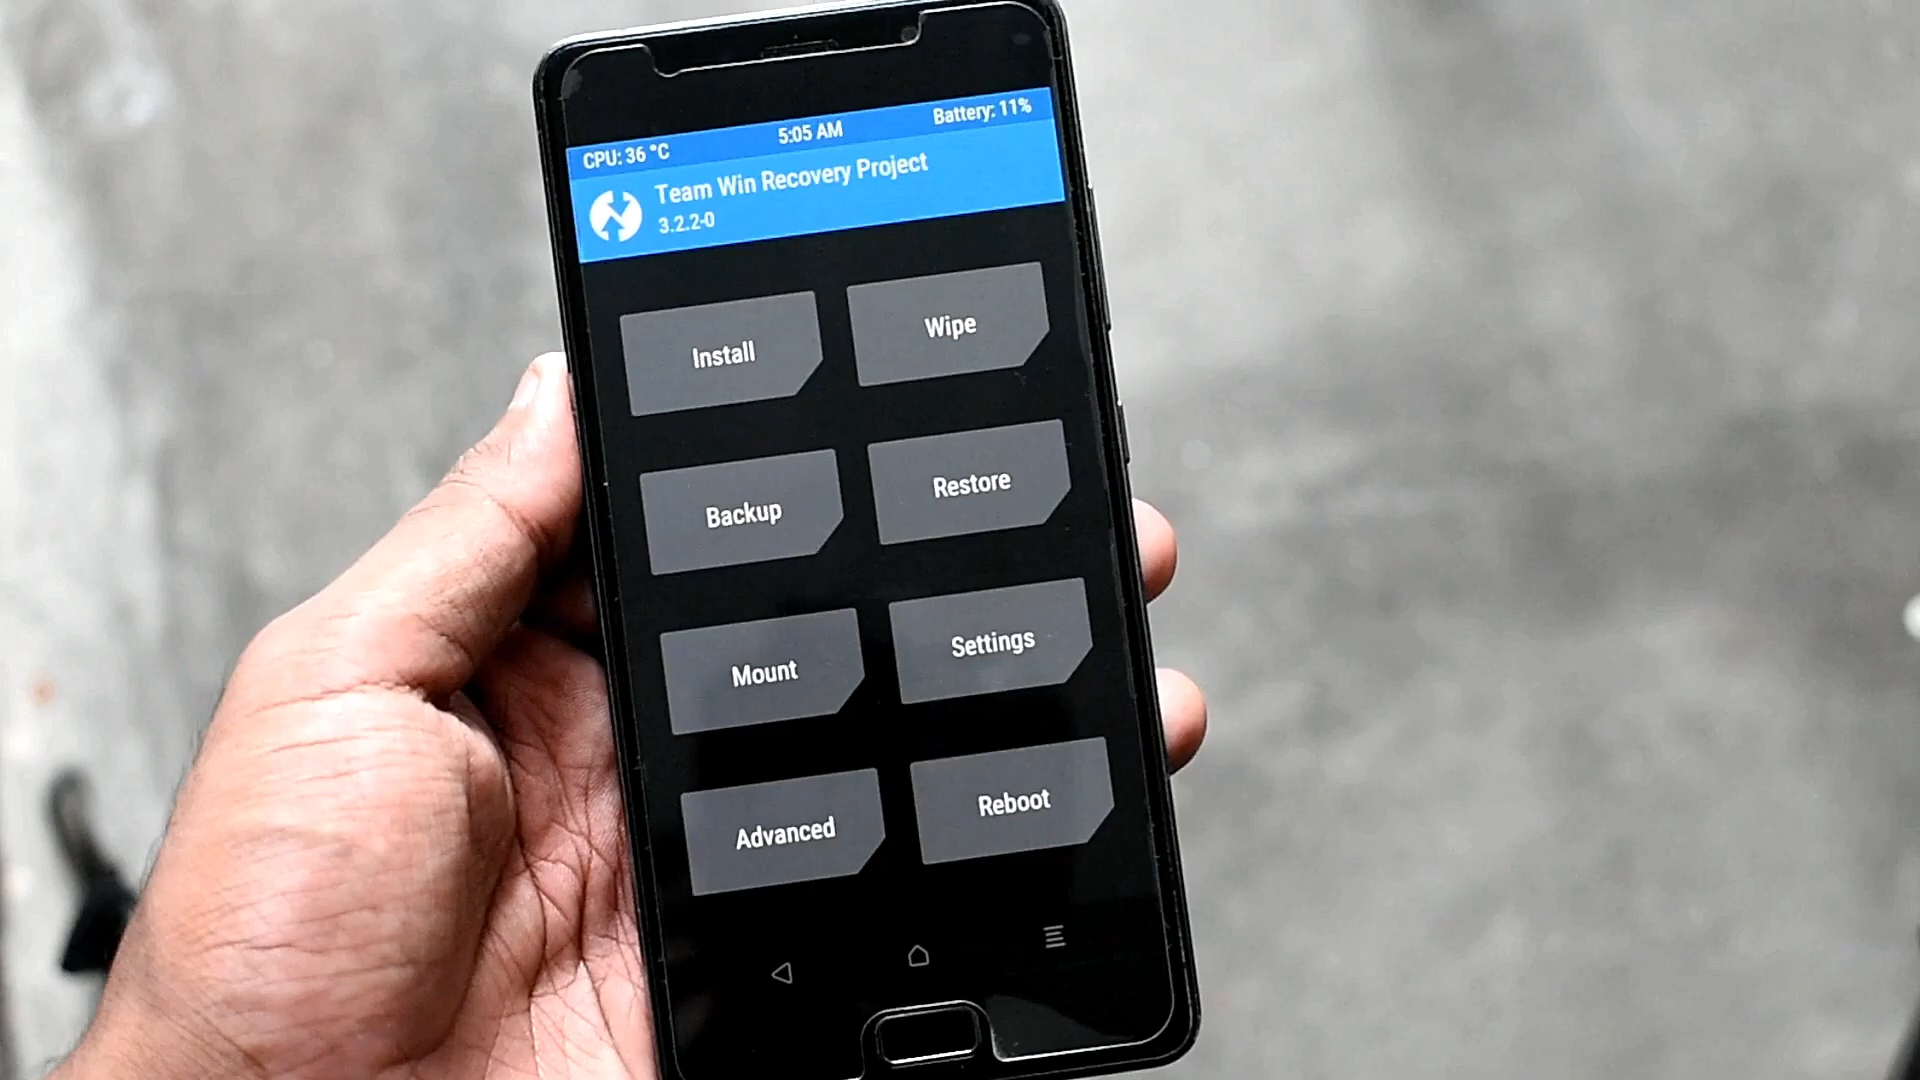 CPU: 36 °C 5:05 AM Battery: 11%
Team Win Recovery Project
3.2.2-0
Install Wipe
Backup Restore
Mount Settings
Advanced Reboot